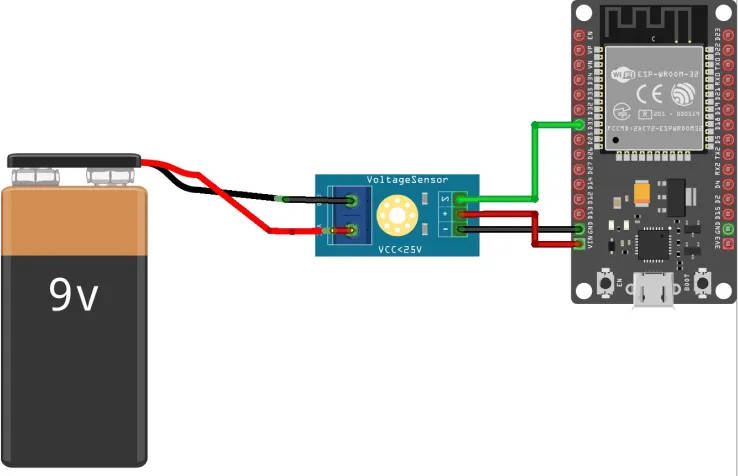 9v
VoltageSensor
S
+
-
VCC<25V
EN
VP
VN
D34
D35
D32
D33
D25
D26
D27
D14
D12
D13
GND
VIN
D23
D22
TX0
RX0
D21
D19
D18
D5
TX2
RX2
D4
D2
D15
GND
3V3
WiFi ESP-WROOM-32
CE
R
EN
BOOT